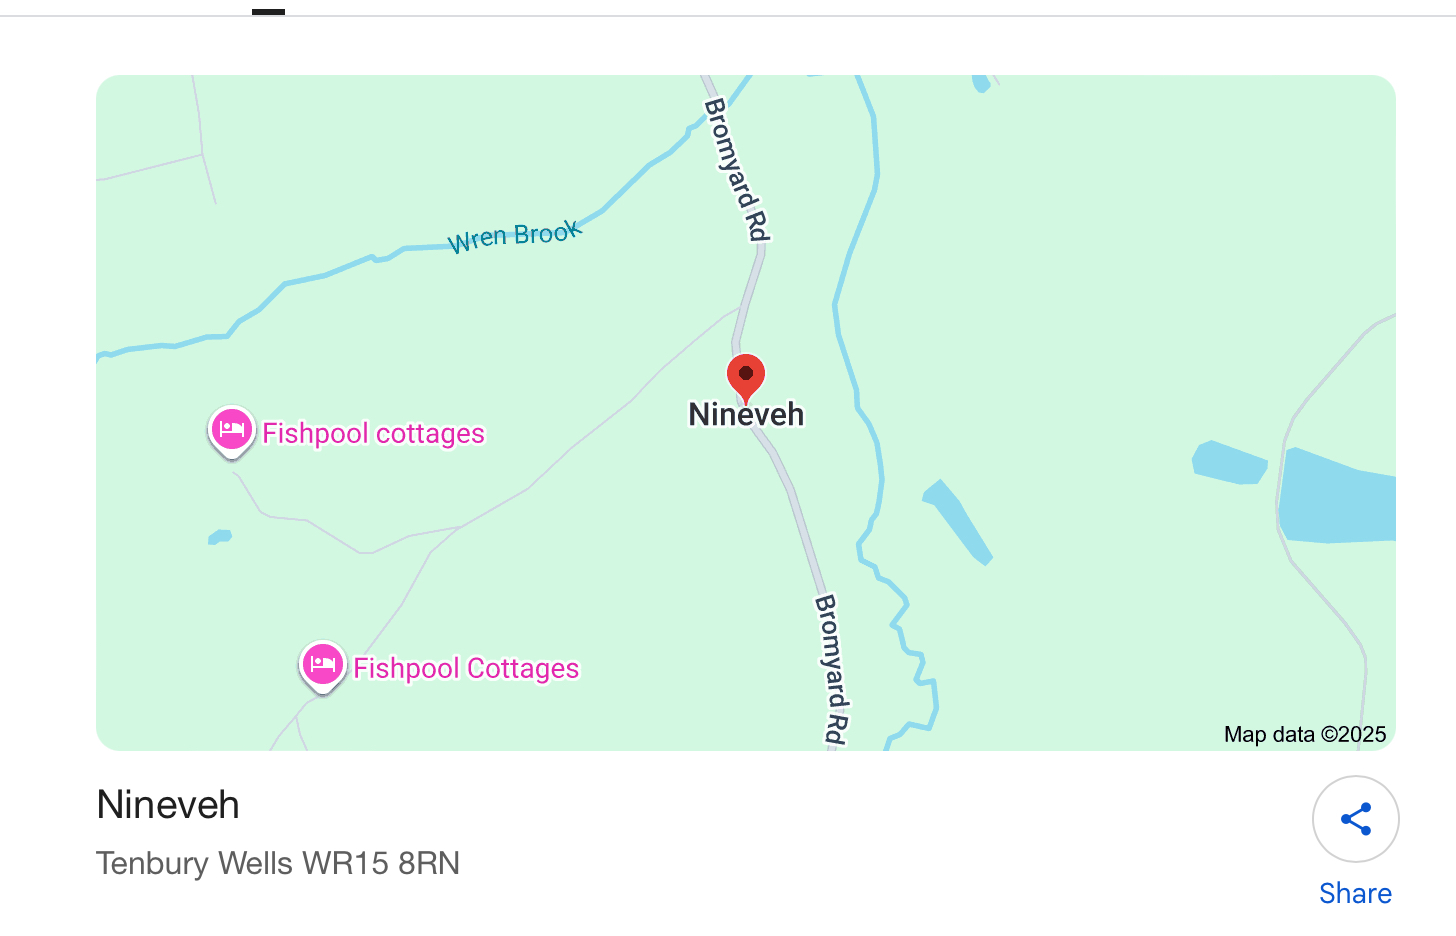 Bromyard Rd
Wren Brook
Nineveh
Fishpool cottages
Bromyard Rd
Fishpool Cottages
Map data ©2025
Nineveh
Tenbury Wells WR15 8RN
Share